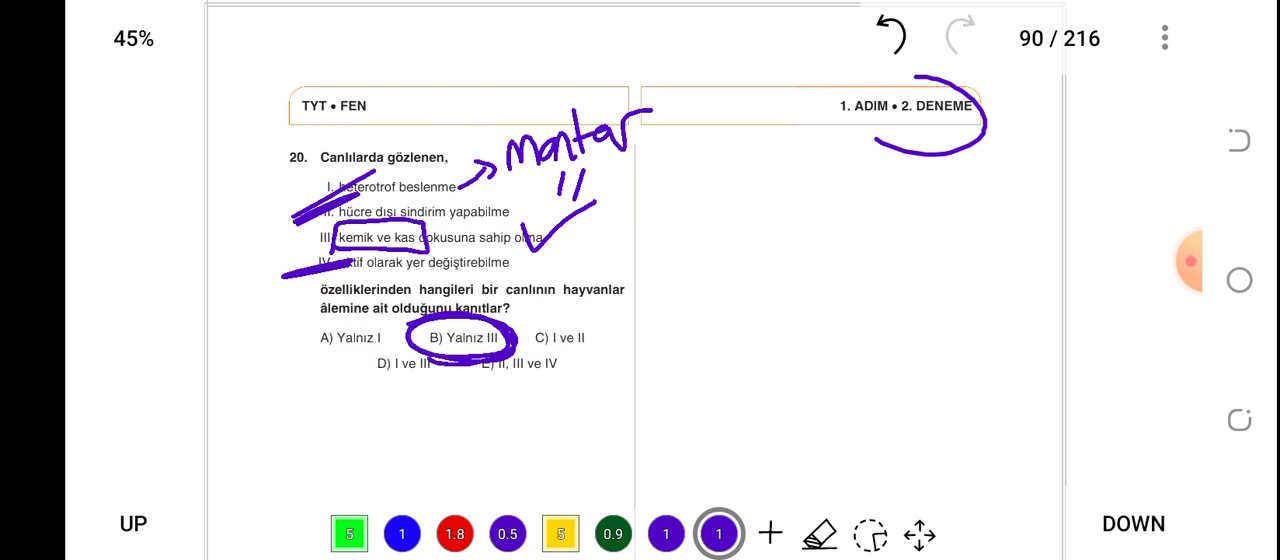 45%
90 / 216
TYT • FEN
1. ADIM • 2. DENEME
mantar
20. Canlılarda gözlenen,
I. heterotrof beslenme
II. hücre dışı sindirim yapabilme
III. kemik ve kas dokusuna sahip olma
IV. aktif olarak yer değiştirebilme
özelliklerinden hangileri bir canlının hayvanlar
âlemine ait olduğunu kanıtlar?
A) Yalnız I B) Yalnız III C) I ve II
D) I ve III E) II, III ve IV
UP
5 1 1.8 0.5 5 0.9 1 1
DOWN